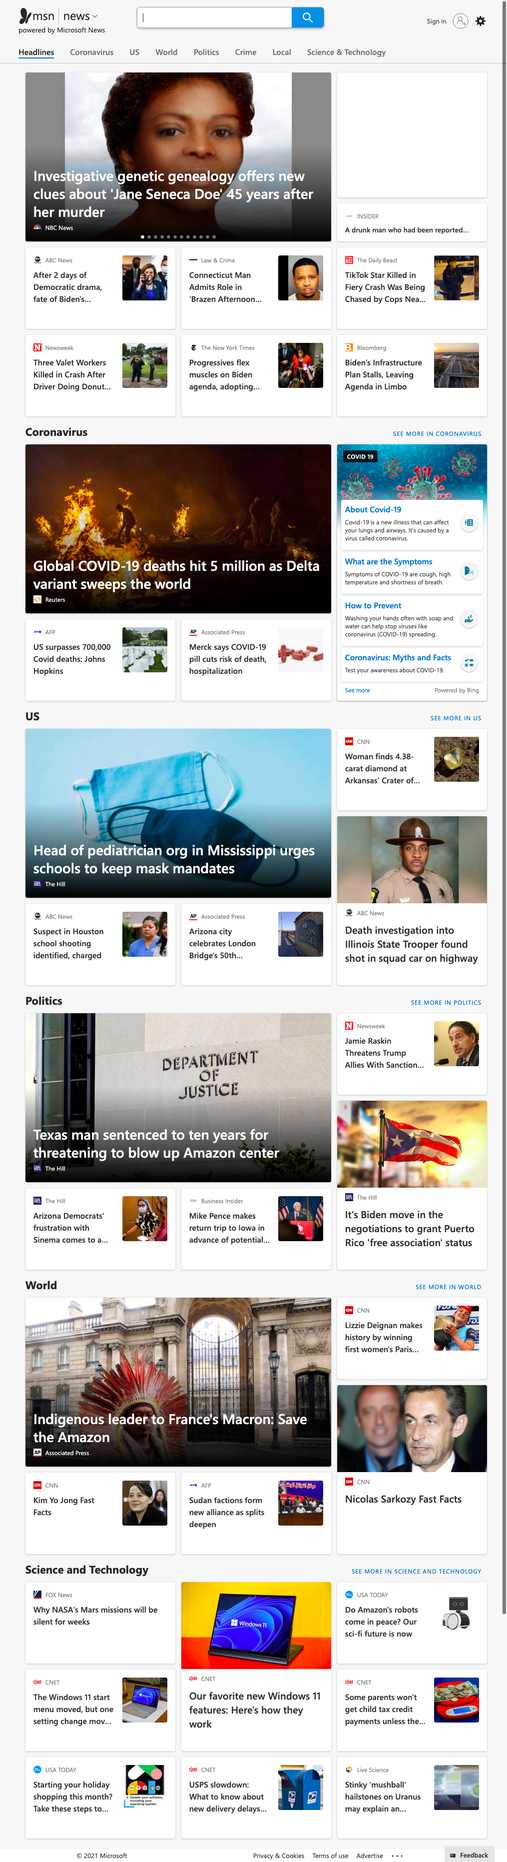 msn | news
powered by Microsoft News
Sign in
Headlines
Coronavirus
US
World
Politics
Crime
Local
Science & Technology
Investigative genetic genealogy offers new
clues about 'Jane Seneca Doe' 45 years after
her murder
NBC News
INSIDER
A drunk man who had been reported...
ABC News
After 2 days of
Democratic drama,
fate of Biden's...
Law & Crime
Connecticut Man
Admits Role in
'Brazen Afternoon...
The Daily Beast
TikTok Star Killed in
Fiery Crash Was Being
Chased by Cops Nea...
Newsweek
Three Valet Workers
Killed in Crash After
Driver Doing Donut...
The New York Times
Progressives flex
muscles on Biden
agenda, adopting...
Bloomberg
Biden's Infrastructure
Plan Stalls, Leaving
Agenda in Limbo
Coronavirus
SEE MORE IN CORONAVIRUS
Global COVID-19 deaths hit 5 million as Delta
variant sweeps the world
Reuters
COVID 19
About Covid-19
Covid-19 is a new illness that can affect
your lungs and airways. It's caused by a
virus called coronavirus.
What are the Symptoms
Symptoms of COVID-19 are cough, high
temperature and shortness of breath.
How to Prevent
Washing your hands often with soap and
water can help stop viruses like
coronavirus (COVID-19) spreading.
Coronavirus: Myths and Facts
Test your awareness about COVID-19.
See more
Powered by Bing
AFP
US surpasses 700,000
Covid deaths: Johns
Hopkins
Associated Press
Merck says COVID-19
pill cuts risk of death,
hospitalization
US
SEE MORE IN US
Head of pediatrician org in Mississippi urges
schools to keep mask mandates
The Hill
CNN
Woman finds 4.38-
carat diamond at
Arkansas' Crater of...
ABC News
Death investigation into
Illinois State Trooper found
shot in squad car on highway
ABC News
Suspect in Houston
school shooting
identified, charged
Associated Press
Arizona city
celebrates London
Bridge's 50th...
Politics
SEE MORE IN POLITICS
DEPARTMENT
OF
JUSTICE
Texas man sentenced to ten years for
threatening to blow up Amazon center
The Hill
Newsweek
Jamie Raskin
Threatens Trump
Allies With Sanction...
The Hill
It's Biden move in the
negotiations to grant Puerto
Rico 'free association' status
The Hill
Arizona Democrats'
frustration with
Sinema comes to a...
Business Insider
Mike Pence makes
return trip to Iowa in
advance of potential...
World
SEE MORE IN WORLD
Indigenous leader to France's Macron: Save
the Amazon
Associated Press
CNN
Lizzie Deignan makes
history by winning
first women's Paris...
CNN
Nicolas Sarkozy Fast Facts
CNN
Kim Yo Jong Fast
Facts
AFP
Sudan factions form
new alliance as splits
deepen
Science and Technology
SEE MORE IN SCIENCE AND TECHNOLOGY
FOX News
Why NASA's Mars missions will be
silent for weeks
Windows 11
CNET
Our favorite new Windows 11
features: Here's how they
work
USA TODAY
Do Amazon's robots
come in peace? Our
sci-fi future is now
CNET
The Windows 11 start
menu moved, but one
setting change mov...
CNET
Some parents won't
get child tax credit
payments unless the...
USA TODAY
Starting your holiday
shopping this month?
Take these steps to...
CNET
USPS slowdown:
What to know about
new delivery delays...
Live Science
Stinky 'mushball'
hailstones on Uranus
may explain an...
© 2021 Microsoft
Privacy & Cookies
Terms of use
Advertise
Feedback